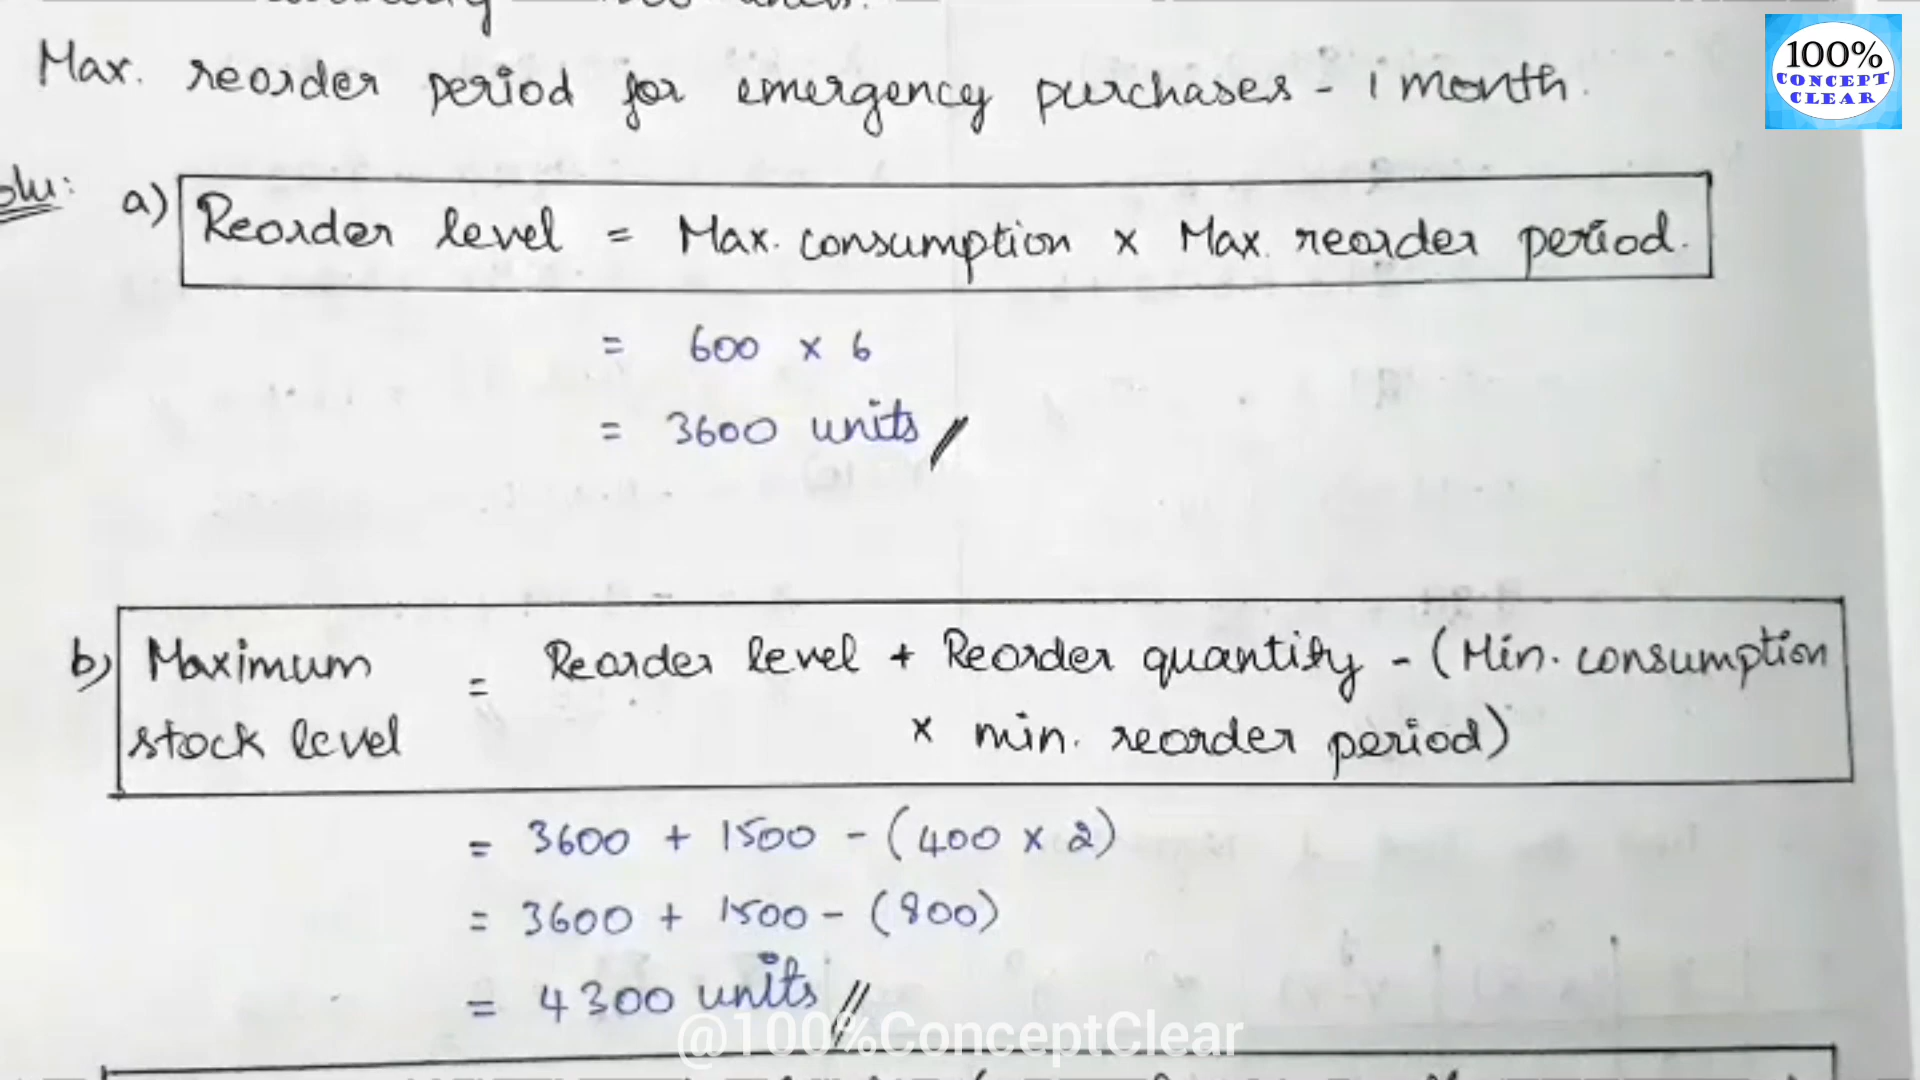 Max. reorder period for emergency purchases - 1 month.
100%
CONCEPT
CLEAR
a) Reorder level = Max. consumption x Max. reorder period.
= 600 x 6
= 3600 units
b) Maximum stock level = Reorder level + Reorder quantity - (Min. consumption
x min. reorder period)
= 3600 + 1500 - (400 x 2)
= 3600 + 1500 - (800)
= 4300 units
@100%ConceptClear